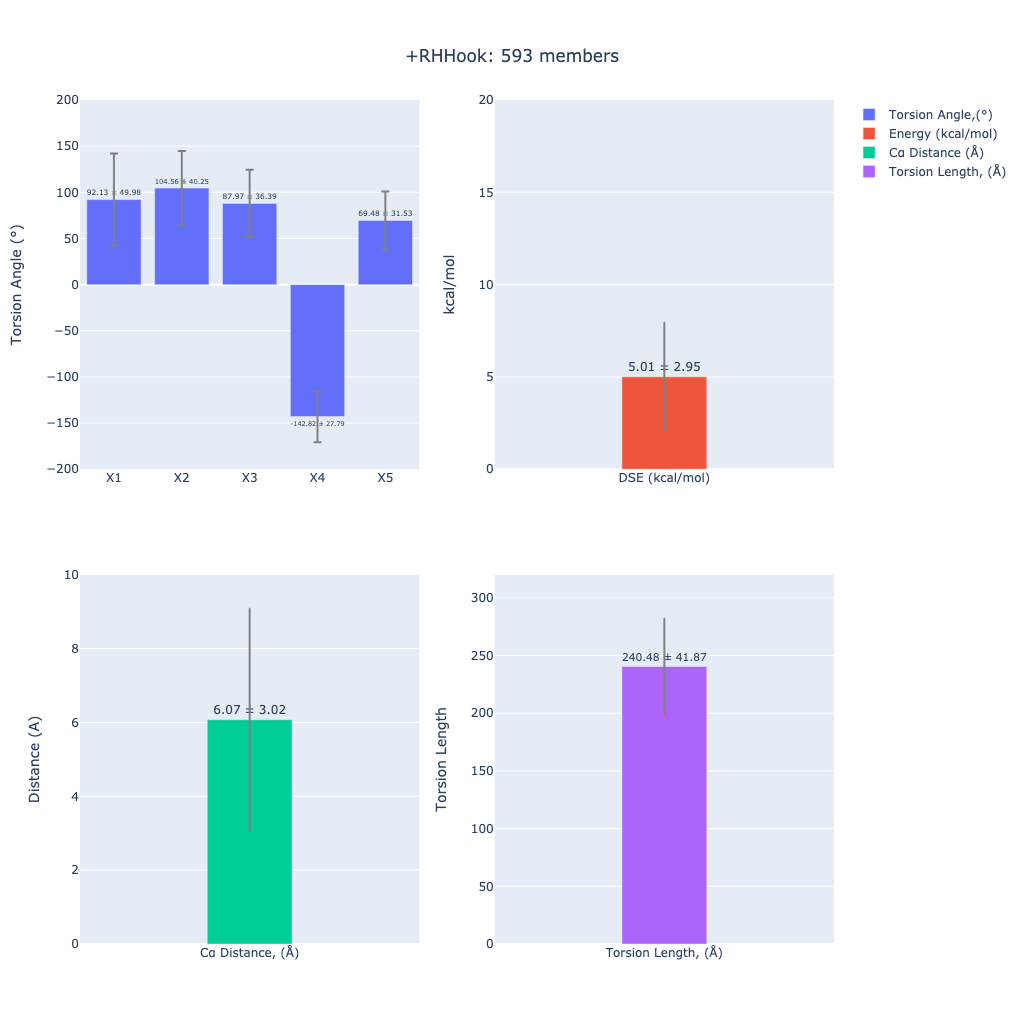 +RHHook: 593 members
Torsion Angle,(°)
Energy (kcal/mol)
Cα Distance (Å)
Torsion Length, (Å)
Torsion Angle (°)
200
150
100
50
0
−50
−100
−150
−200
92.13 ± 49.98
104.56 ± 40.25
87.97 ± 36.39
-142.82 ± 27.79
69.48 ± 31.53
X1
X2
X3
X4
X5
kcal/mol
20
15
10
5
0
5.01 ± 2.95
DSE (kcal/mol)
Distance (A)
10
8
6
4
2
0
6.07 ± 3.02
Cα Distance, (Å)
Torsion Length
300
250
200
150
100
50
0
240.48 ± 41.87
Torsion Length, (Å)